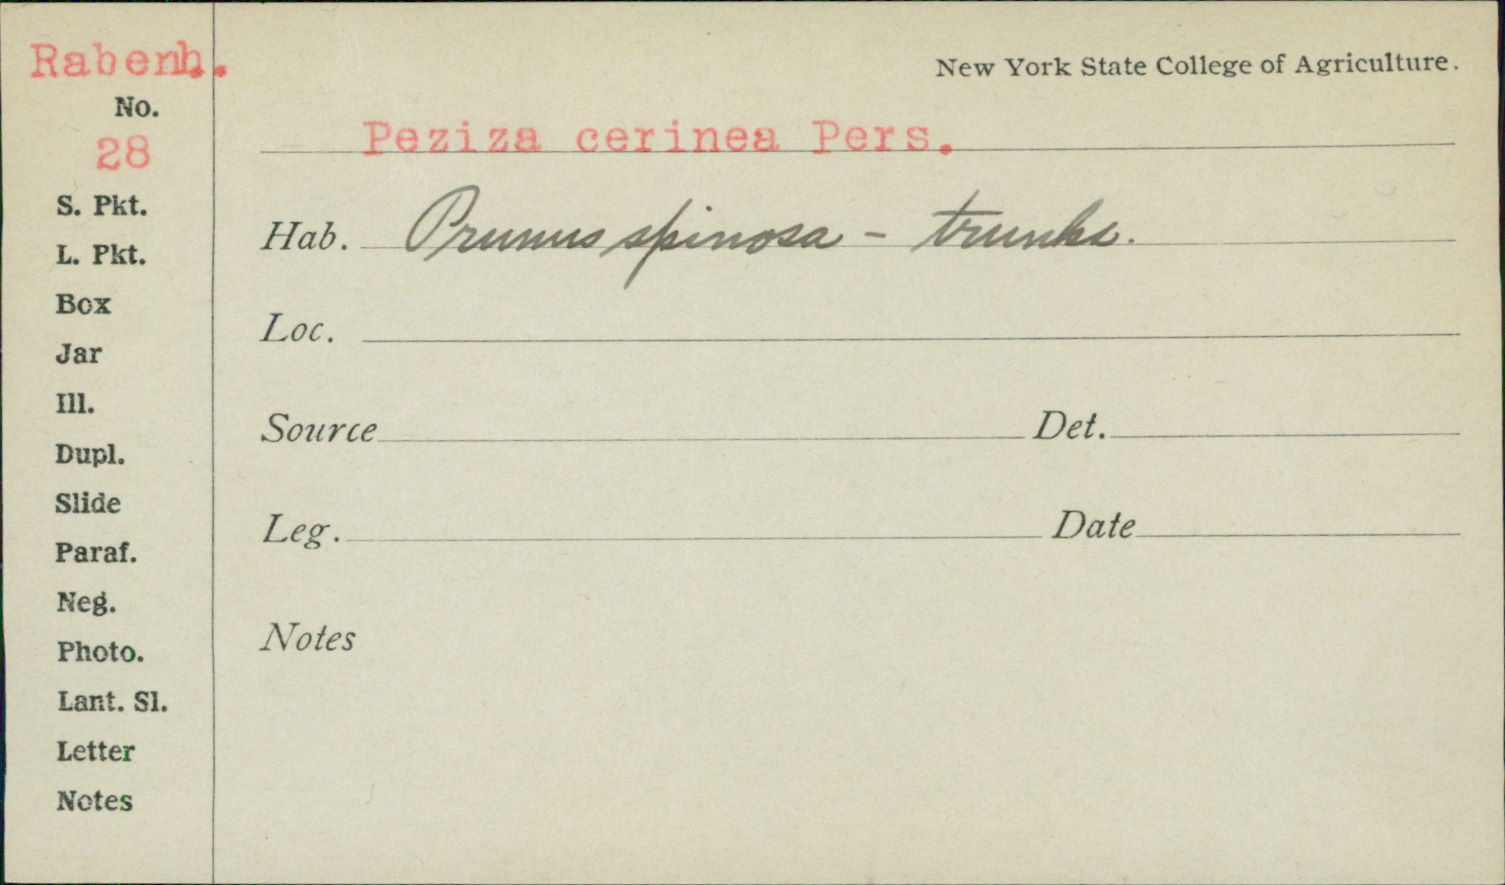 Rabenh.
No.
28
S. Pkt.
L. Pkt.
Box
Jar
Ill.
Dupl.
Slide
Paraf.
Neg.
Photo.
Lant. Sl.
Letter
Notes
New York State College of Agriculture.
Peziza cerinea Pers.
Hab. Prunus spinosa - trunks.
Loc.
Source Det.
Leg. Date
Notes